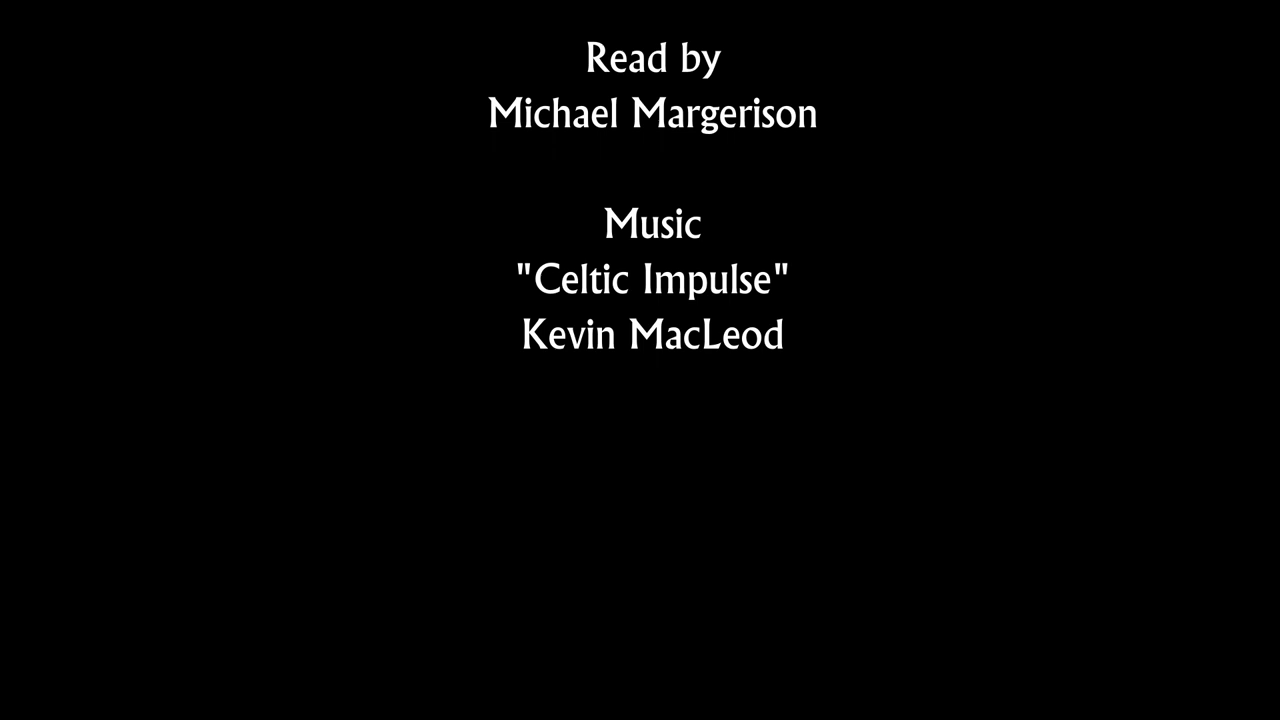 Read by
Michael Margerison
Music
"Celtic Impulse"
Kevin MacLeod